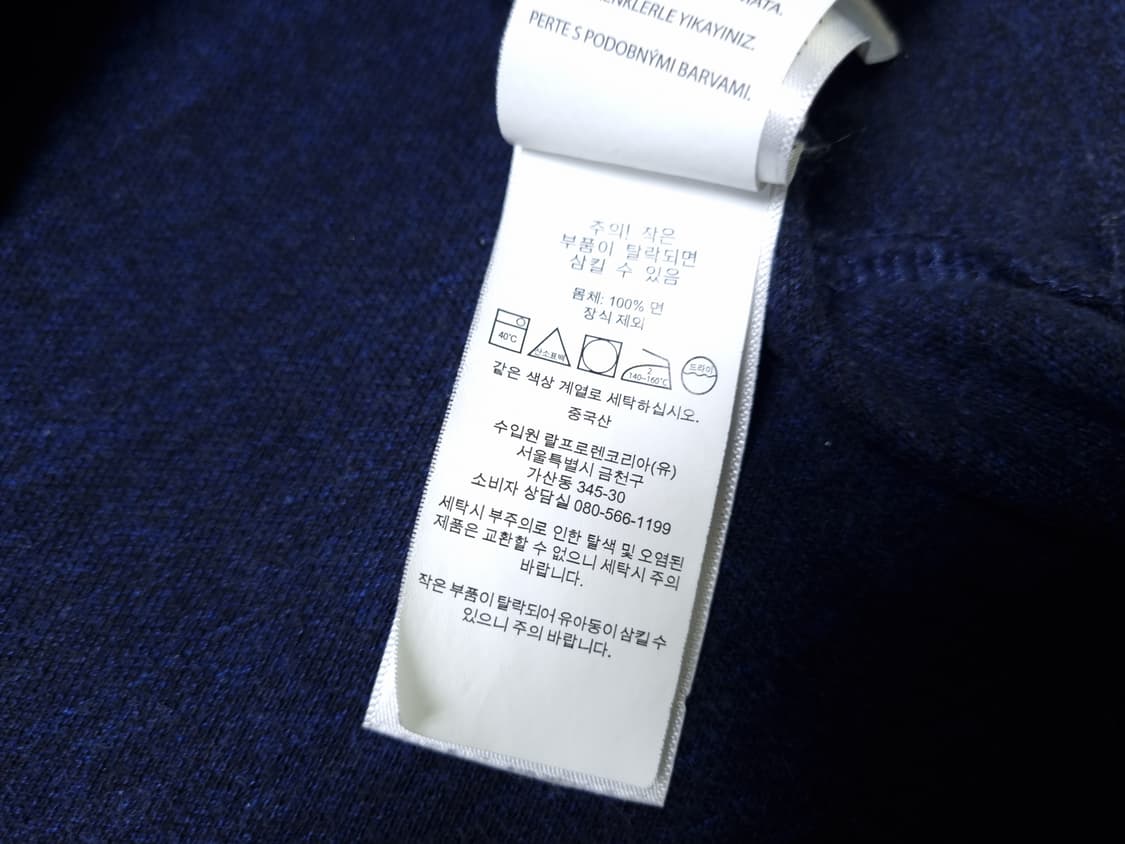 ATA.
ENKLERLE YIKAYINIZ.
PERTE S PODOBNÝMI BARVAMI.
주의! 작은
부품이 탈락되면
삼킬 수 있음
몸체: 100% 면
장식 제외
40℃
산소표백
2
140~160℃
드라이
같은 색상 계열로 세탁하십시오.
중국산
수입원 랄프로렌코리아(유)
서울특별시 금천구
가산동 345-30
소비자 상담실 080-566-1199
세탁시 부주의로 인한 탈색 및 오염된
제품은 교환할 수 없으니 세탁시 주의
바랍니다.
작은 부품이 탈락되어 유아동이 삼킬 수
있으니 주의 바랍니다.